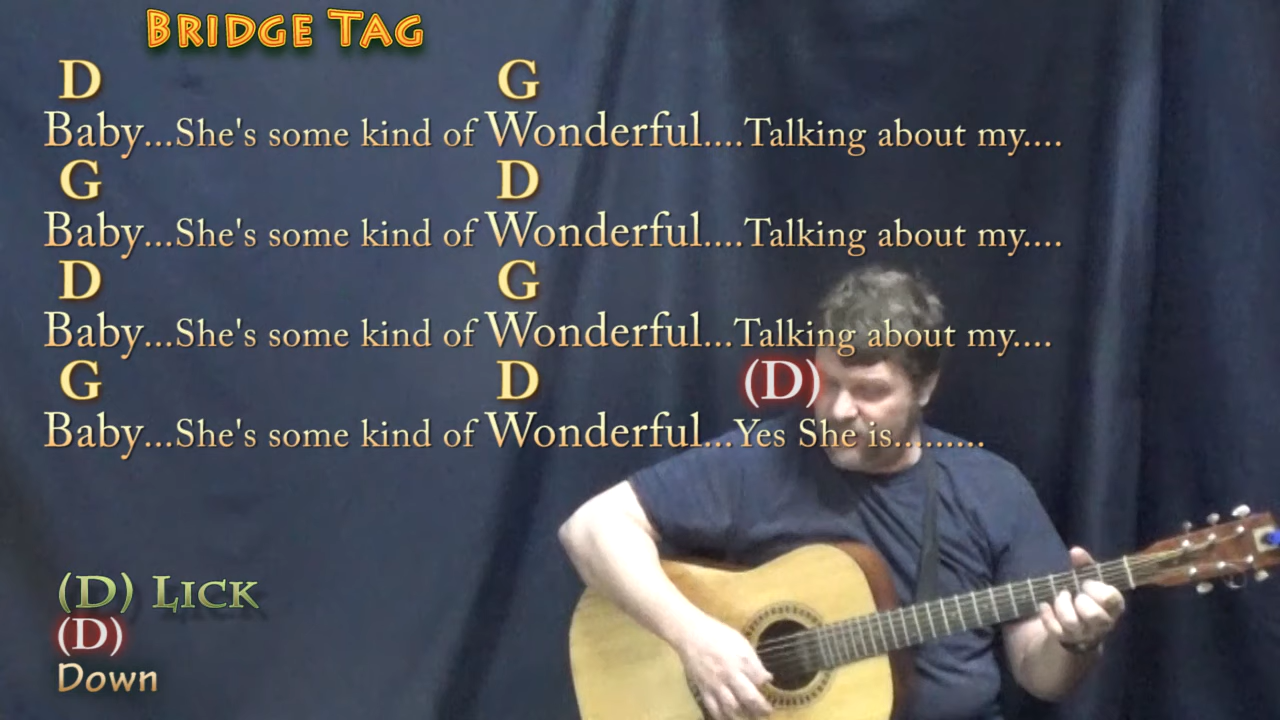 Bridge Tag
D G
Baby...She's some kind of Wonderful....Talking about my....
G D
Baby...She's some kind of Wonderful....Talking about my....
D G
Baby...She's some kind of Wonderful...Talking about my....
G D (D)
Baby...She's some kind of Wonderful...Yes She is.........
(D) Lick
(D)
Down